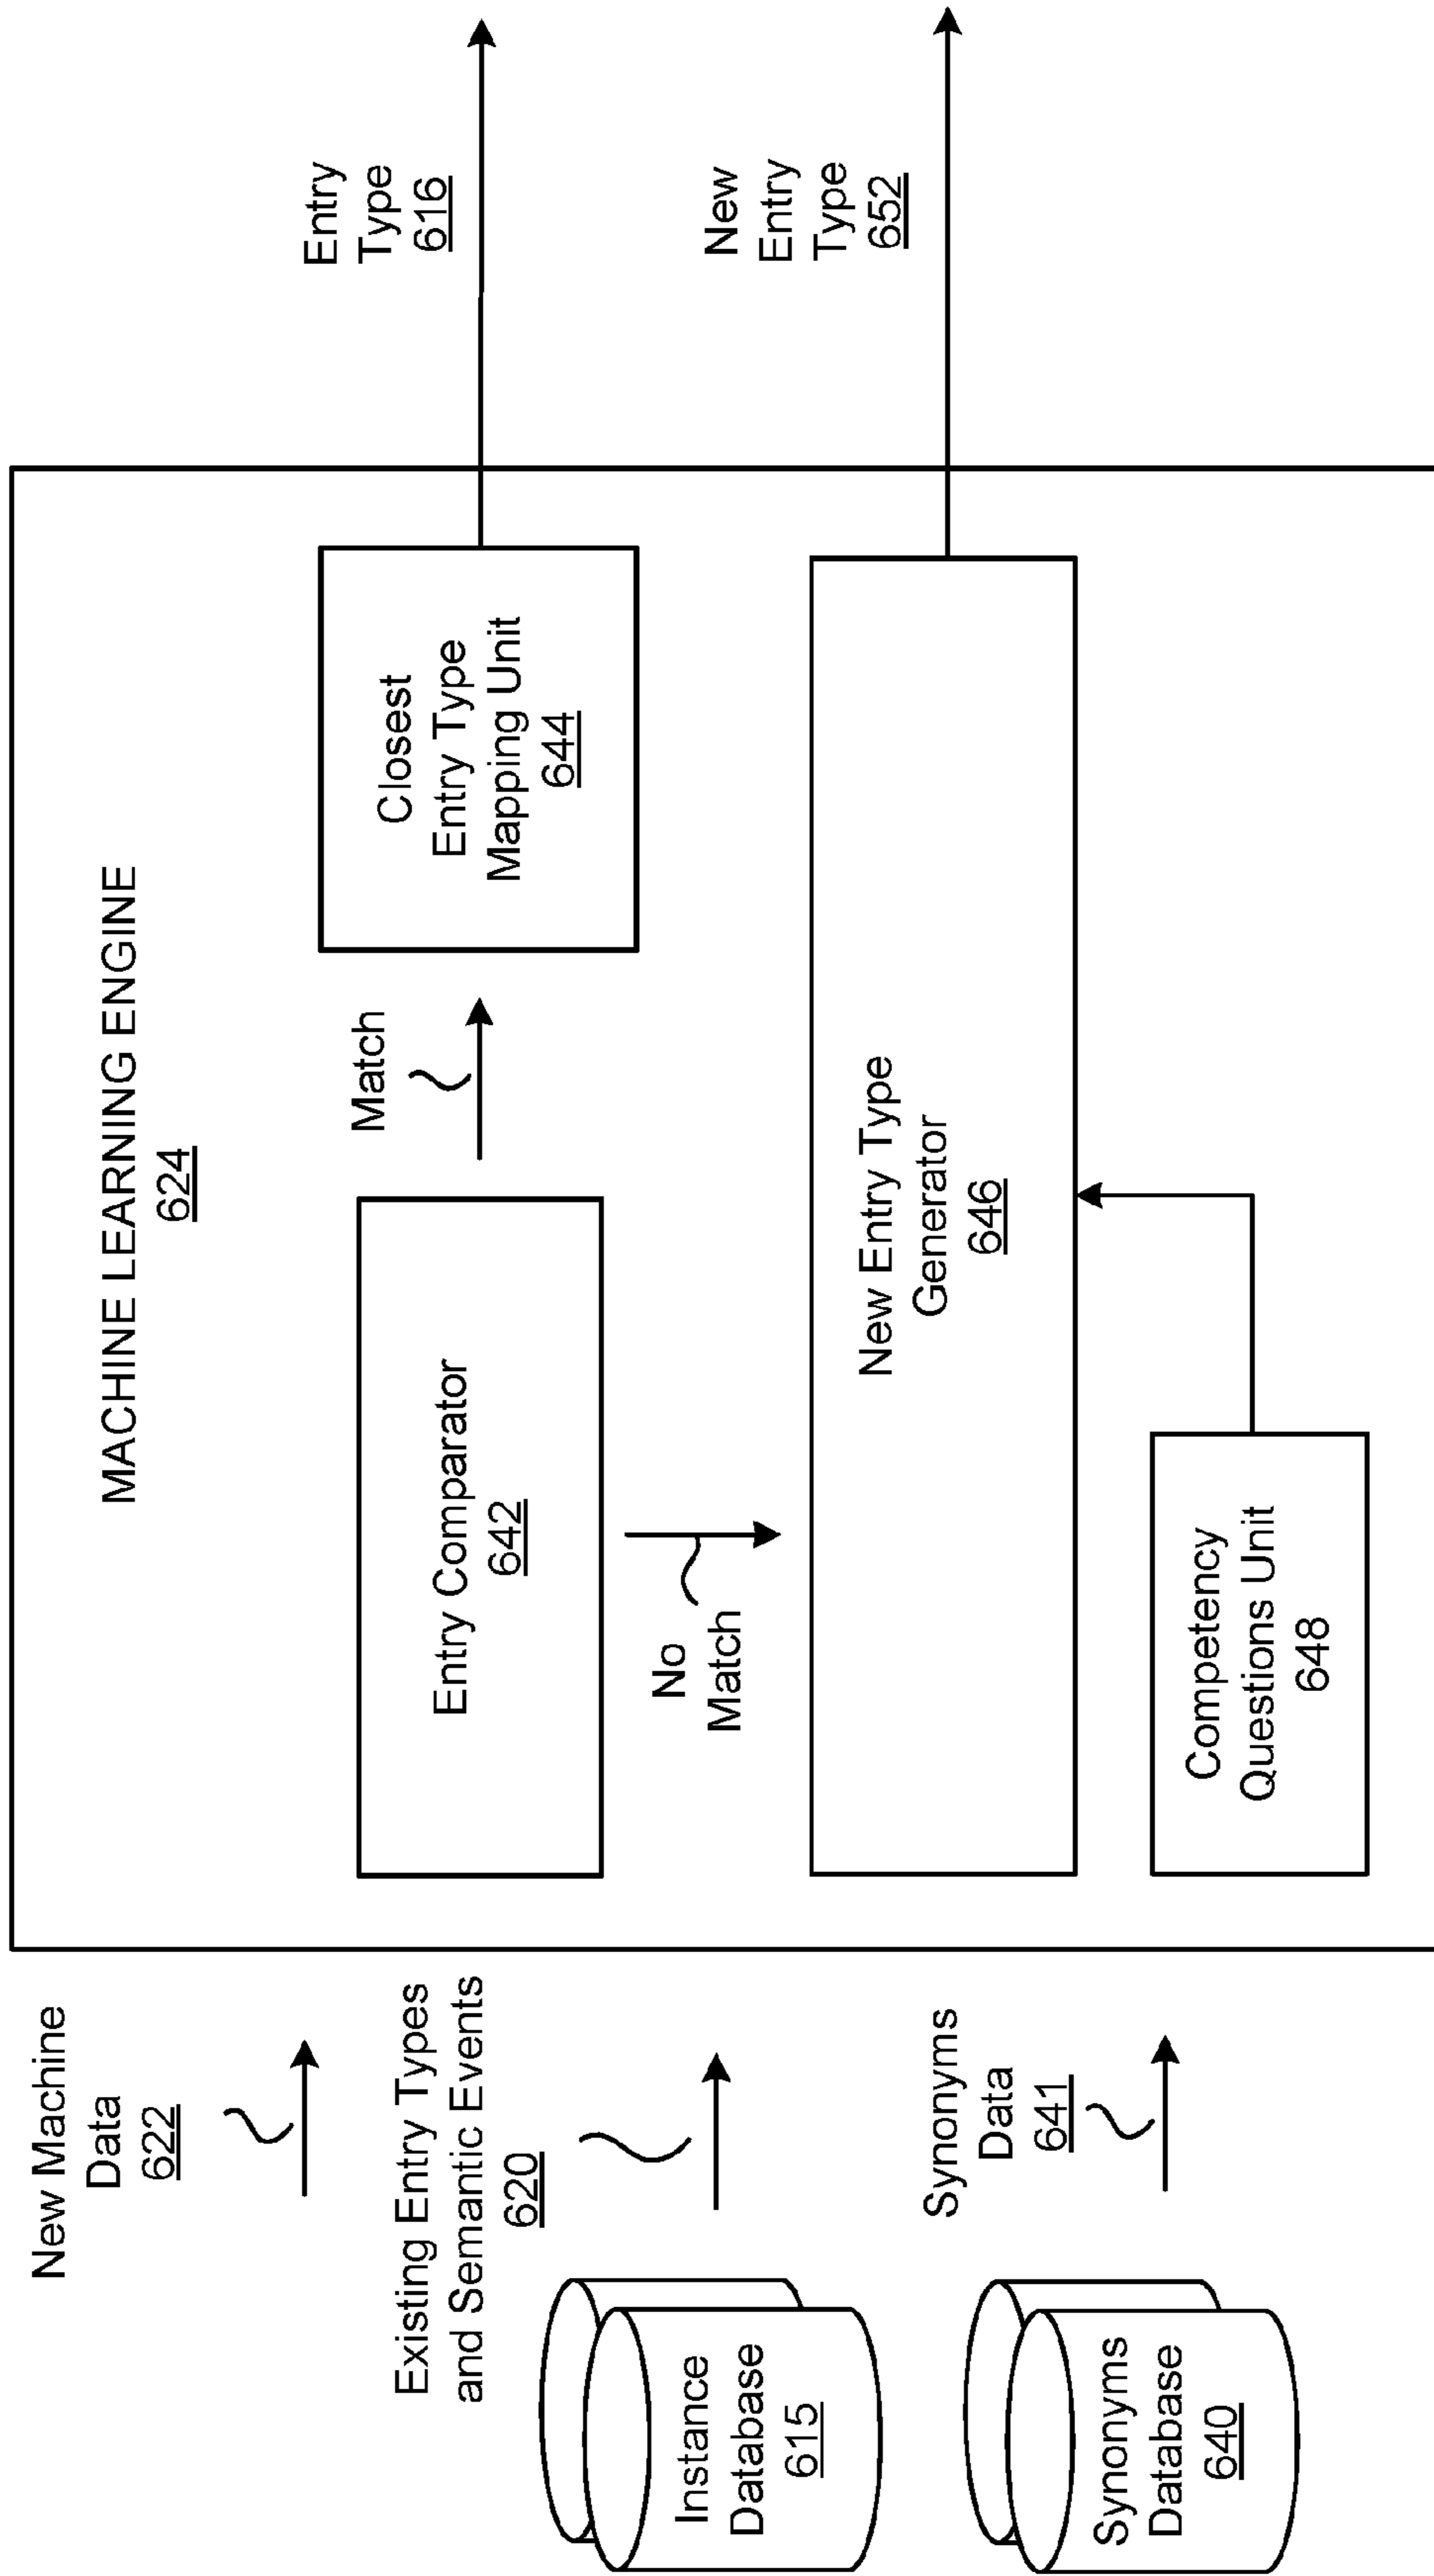 MACHINE LEARNING ENGINE
624
New Machine
Data
622
Existing Entry Types
and Semantic Events
620
Instance
Database
615
Synonyms
Data
641
Synonyms
Database
640
Entry Comparator
642
Match
Closest
Entry Type
Mapping Unit
644
Entry
Type
616
No
Match
New Entry Type
Generator
646
New
Entry
Type
652
Competency
Questions Unit
648